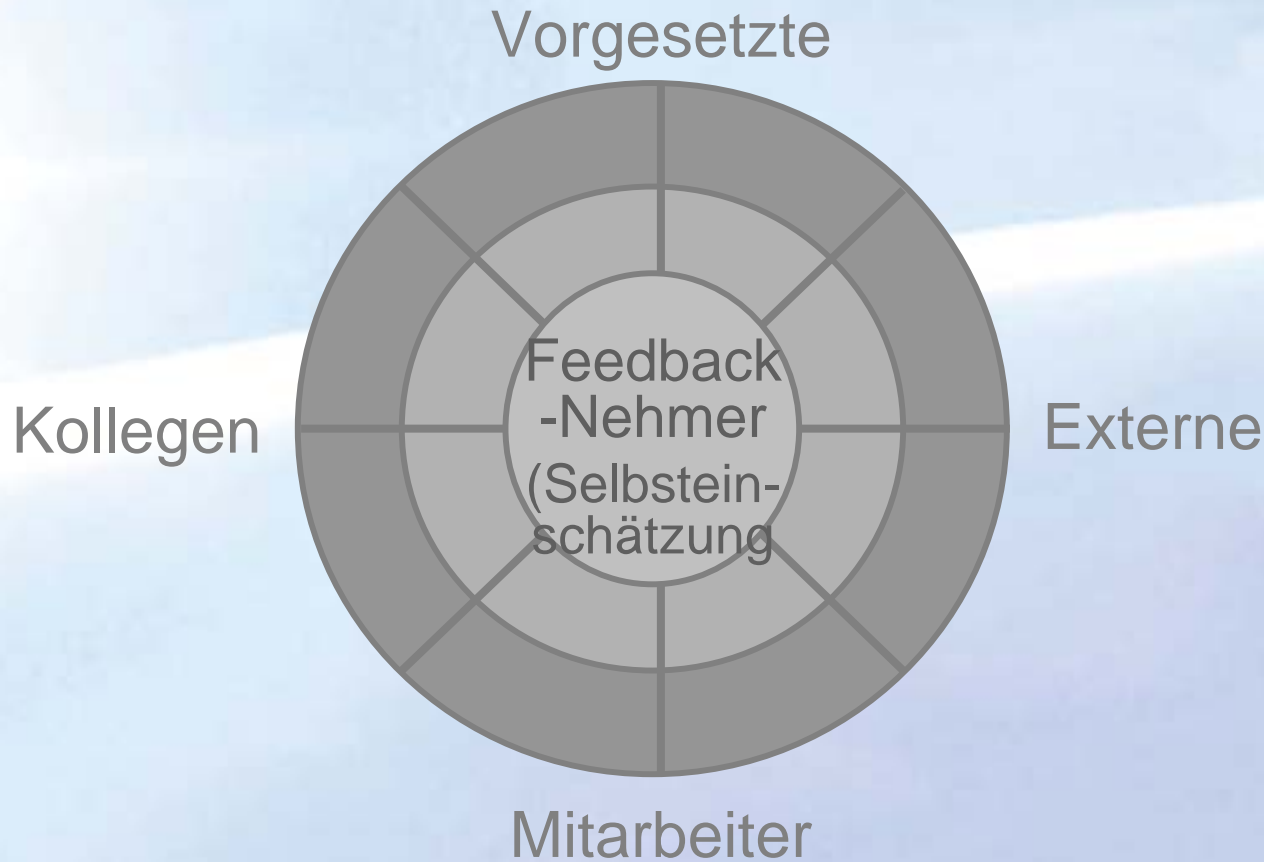 Vorgesetzte
Feedback
-Nehmer
(Selbstein-
schätzung
Kollegen
Externe
Mitarbeiter